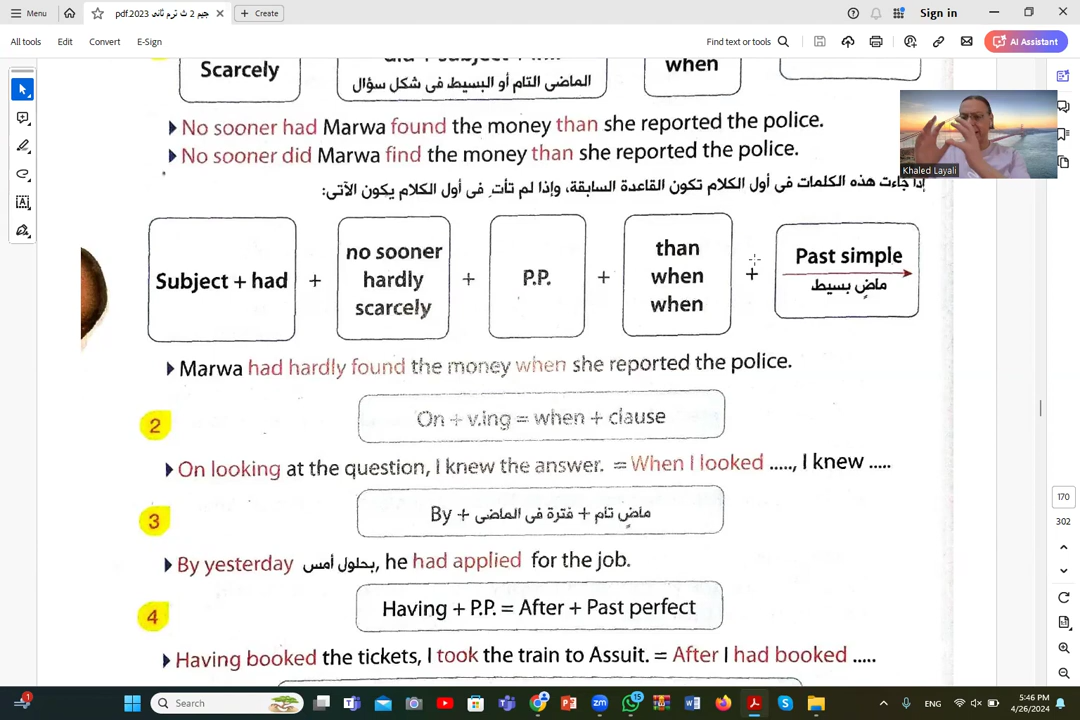 Menu
جيم 2 ث ترم ثانى 2023.pdf
Create
Sign in
All tools
Edit
Convert
E-Sign
Find text or tools
AI Assistant
Scarcely
الماضى التام أو البسيط فى شكل سؤال
when
No sooner had Marwa found the money than she reported the police.
No sooner did Marwa find the money than she reported the police.
إذا جاءت هذه الكلمات فى أول الكلام تكون القاعدة السابقة، وإذا لم تأتِ فى أول الكلام يكون الآتى:
Subject + had + no sooner hardly scarcely + P.P. + than when when + Past simple ماضٍ بسيط
Marwa had hardly found the money when she reported the police.
2
On + v.ing = when + clause
On looking at the question, I knew the answer. = When I looked ....., I knew .....
3
By + ماضٍ تام + فترة فى الماضى
By yesterday بحلول أمس, he had applied for the job.
4
Having + P.P. = After + Past perfect
Having booked the tickets, I took the train to Assuit. = After I had booked .....
Khaled Layali
170
302
1
Search
15
ENG
5:46 PM
4/26/2024